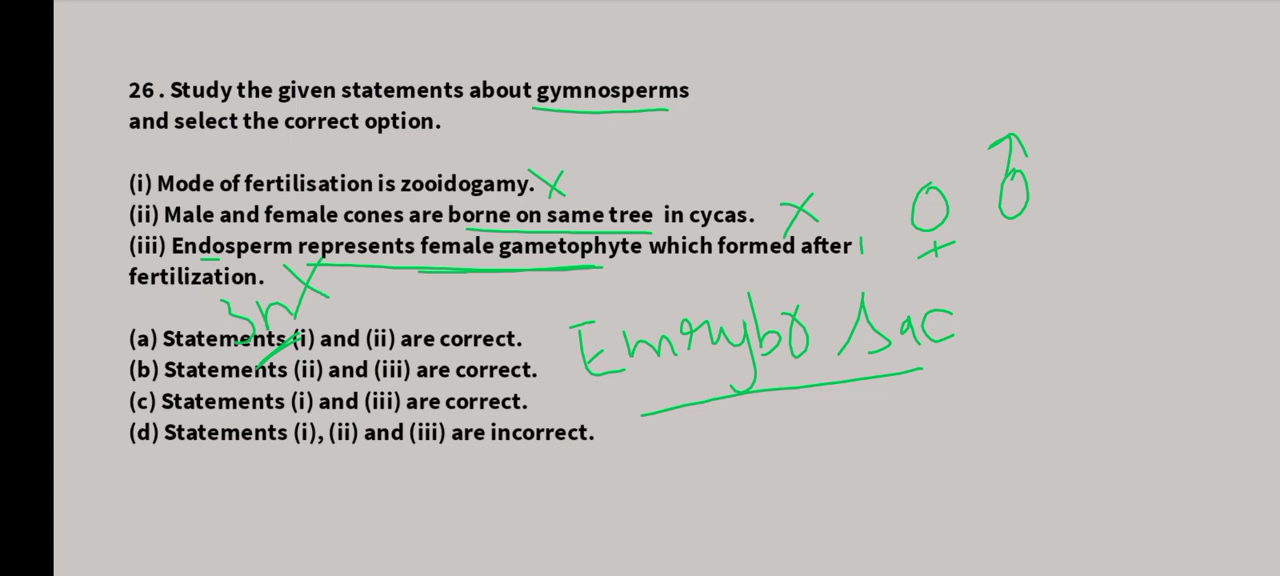 26 . Study the given statements about gymnosperms
and select the correct option.
(i) Mode of fertilisation is zooidogamy. X
(ii) Male and female cones are borne on same tree in cycas. X
(iii) Endosperm represents female gametophyte which formed after
fertilization. X
3n
(a) Statements (i) and (ii) are correct.
(b) Statements (ii) and (iii) are correct.
(c) Statements (i) and (iii) are correct.
(d) Statements (i), (ii) and (iii) are incorrect.
♀ ♂
Sac